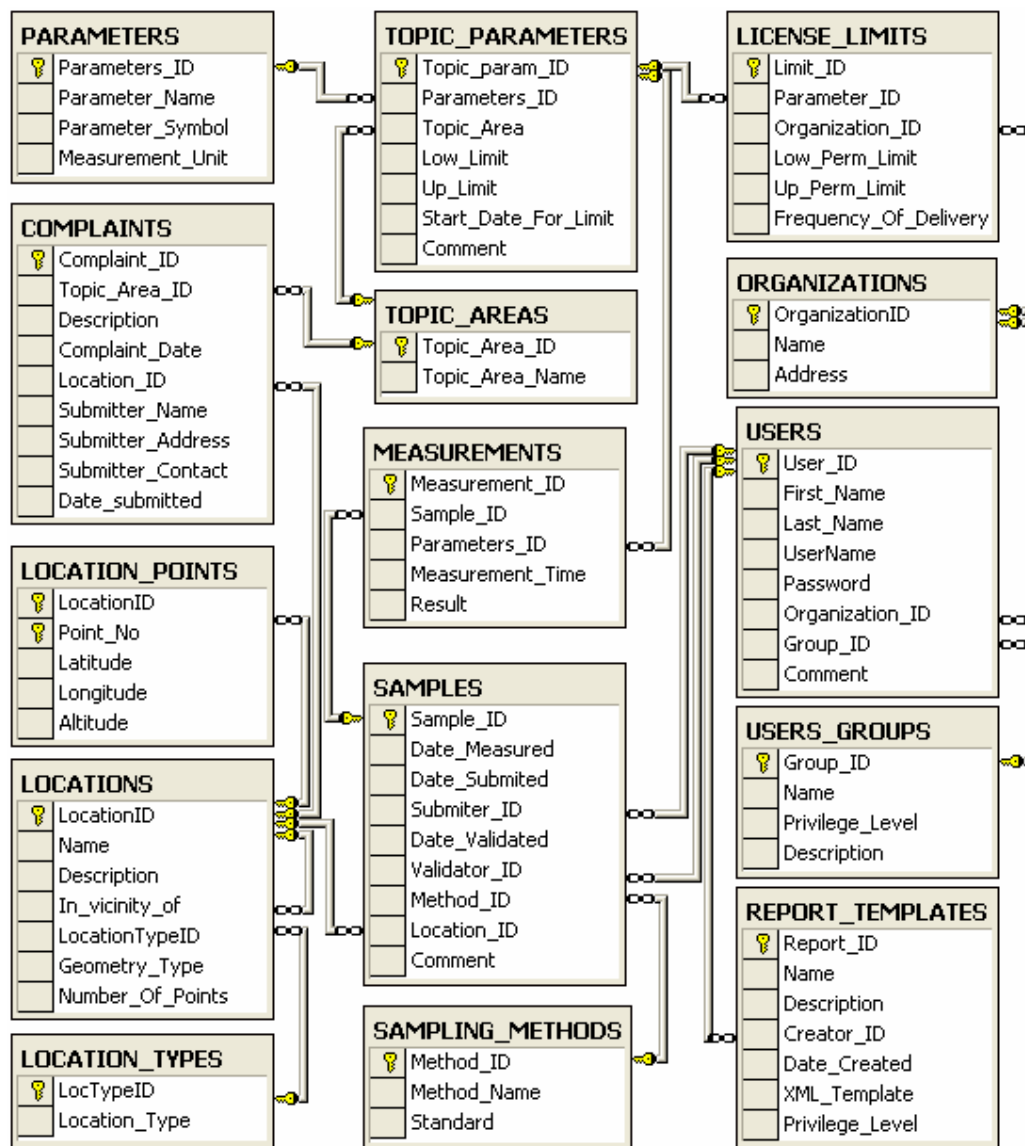 PARAMETERS
Parameters_ID
Parameter_Name
Parameter_Symbol
Measurement_Unit
COMPLAINTS
Complaint_ID
Topic_Area_ID
Description
Complaint_Date
Location_ID
Submitter_Name
Submitter_Address
Submitter_Contact
Date_submitted
LOCATION_POINTS
LocationID
Point_No
Latitude
Longitude
Altitude
LOCATIONS
LocationID
Name
Description
In_vicinity_of
LocationTypeID
Geometry_Type
Number_Of_Points
LOCATION_TYPES
LocTypeID
Location_Type
TOPIC_PARAMETERS
Topic_param_ID
Parameters_ID
Topic_Area
Low_Limit
Up_Limit
Start_Date_For_Limit
Comment
TOPIC_AREAS
Topic_Area_ID
Topic_Area_Name
MEASUREMENTS
Measurement_ID
Sample_ID
Parameters_ID
Measurement_Time
Result
SAMPLES
Sample_ID
Date_Measured
Date_Submited
Submiter_ID
Date_Validated
Validator_ID
Method_ID
Location_ID
Comment
SAMPLING_METHODS
Method_ID
Method_Name
Standard
LICENSE_LIMITS
Limit_ID
Parameter_ID
Organization_ID
Low_Perm_Limit
Up_Perm_Limit
Frequency_Of_Delivery
ORGANIZATIONS
OrganizationID
Name
Address
USERS
User_ID
First_Name
Last_Name
UserName
Password
Organization_ID
Group_ID
Comment
USERS_GROUPS
Group_ID
Name
Privilege_Level
Description
REPORT_TEMPLATES
Report_ID
Name
Description
Creator_ID
Date_Created
XML_Template
Privilege_Level